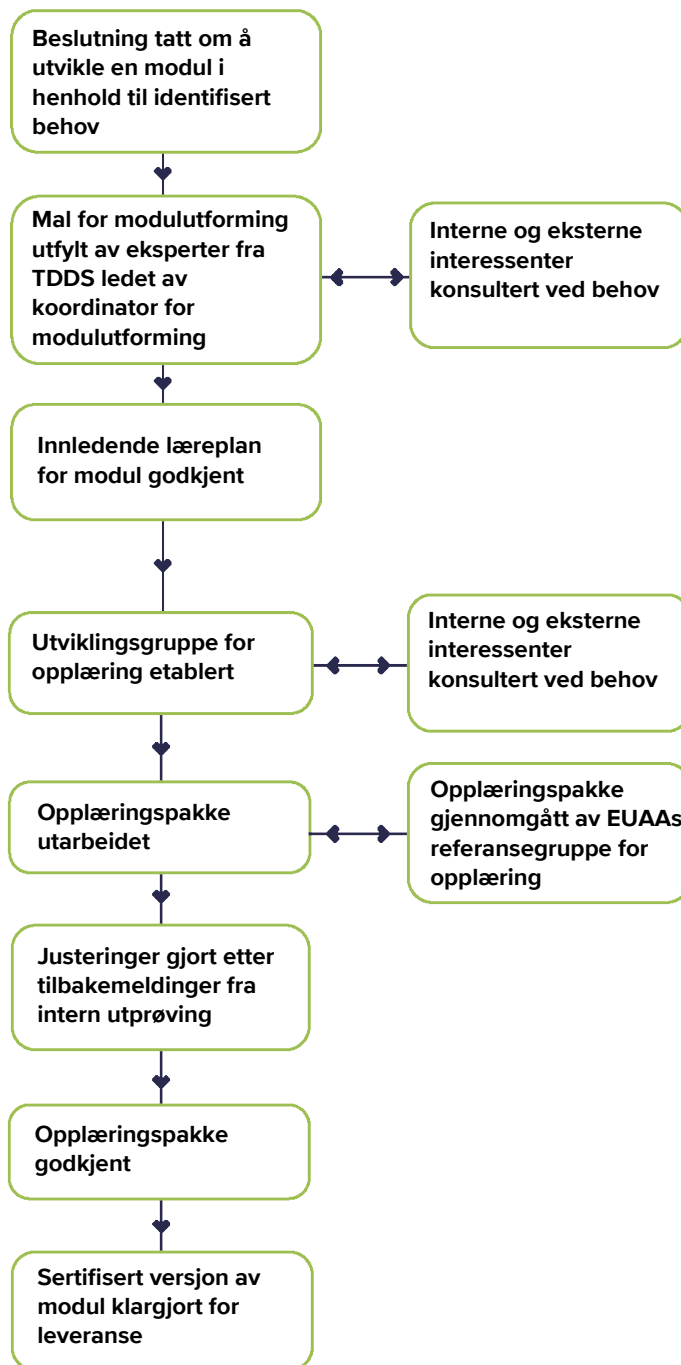 Beslutning tatt om å
utvikle en modul i
henhold til identifisert
behov
Mal for modulutforming
utfylt av eksperter fra
TDDS ledet av
koordinator for
modulutforming
Interne og eksterne
interessenter
konsultert ved behov
Innledende læreplan
for modul godkjent
Utviklingsgruppe for
opplæring etablert
Interne og eksterne
interessenter
konsultert ved behov
Opplæringspakke
utarbeidet
Opplæringspakke
gjennomgått av EUAAs
referansegruppe for
opplæring
Justeringer gjort etter
tilbakemeldinger fra
intern utprøving
Opplæringspakke
godkjent
Sertifisert versjon av
modul klargjort for
leveranse